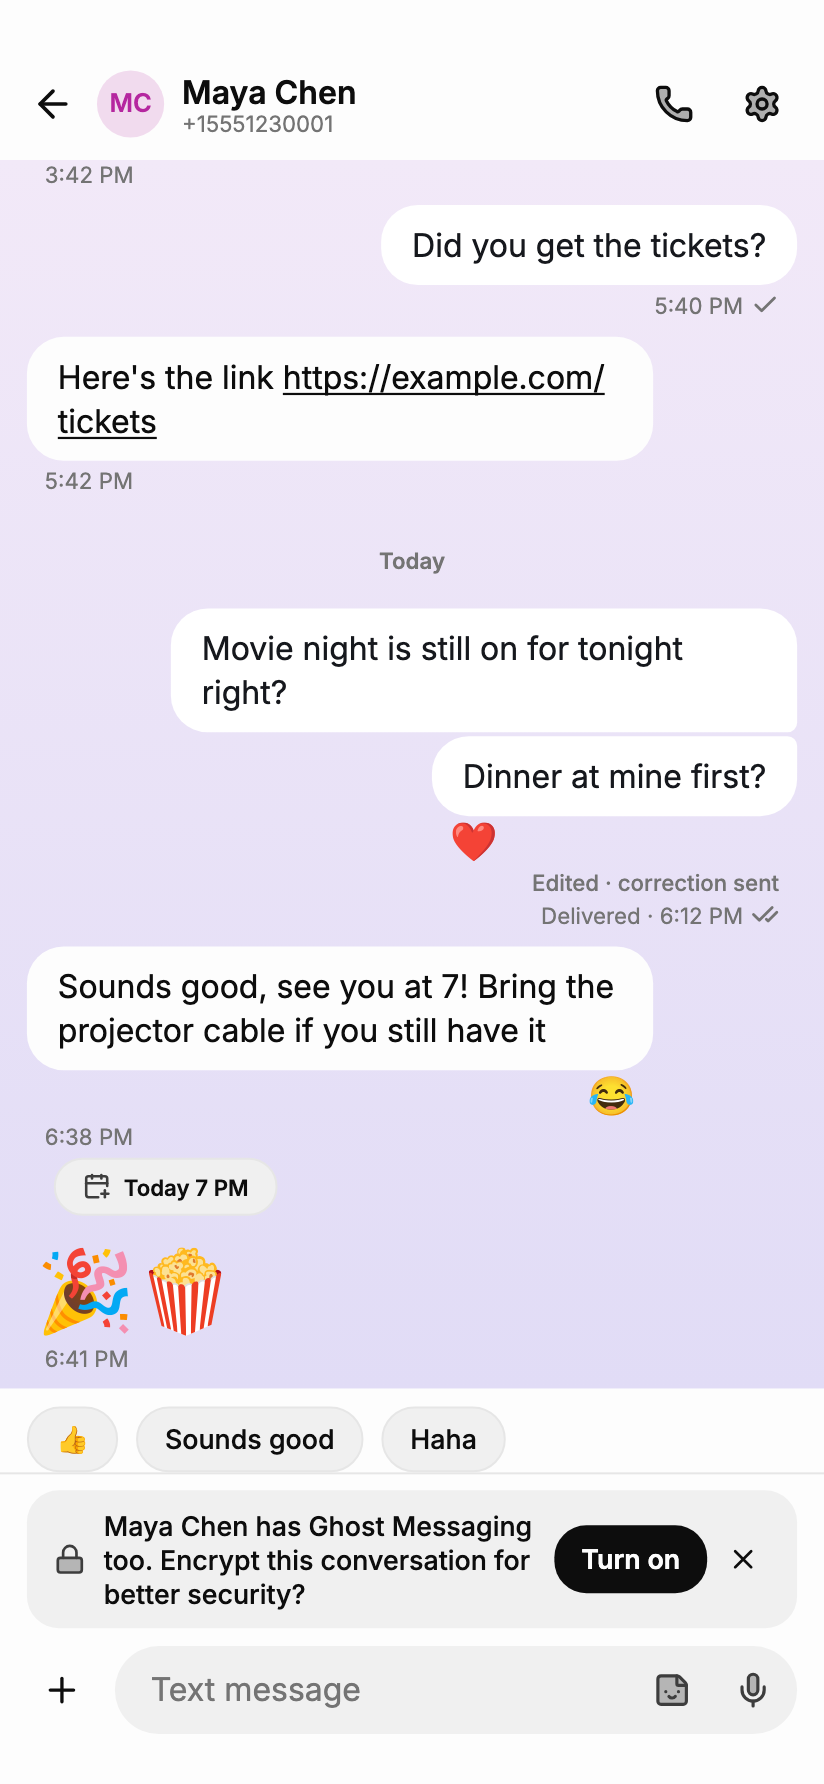 MC
Maya Chen
+15551230001
3:42 PM
Did you get the tickets?
5:40 PM
Here's the link https://example.com/
tickets
5:42 PM
Today
Movie night is still on for tonight
right?
Dinner at mine first?
Edited · correction sent
Delivered · 6:12 PM
Sounds good, see you at 7! Bring the
projector cable if you still have it
6:38 PM
Today 7 PM
6:41 PM
Sounds good
Haha
Maya Chen has Ghost Messaging
too. Encrypt this conversation for
better security?
Turn on
Text message